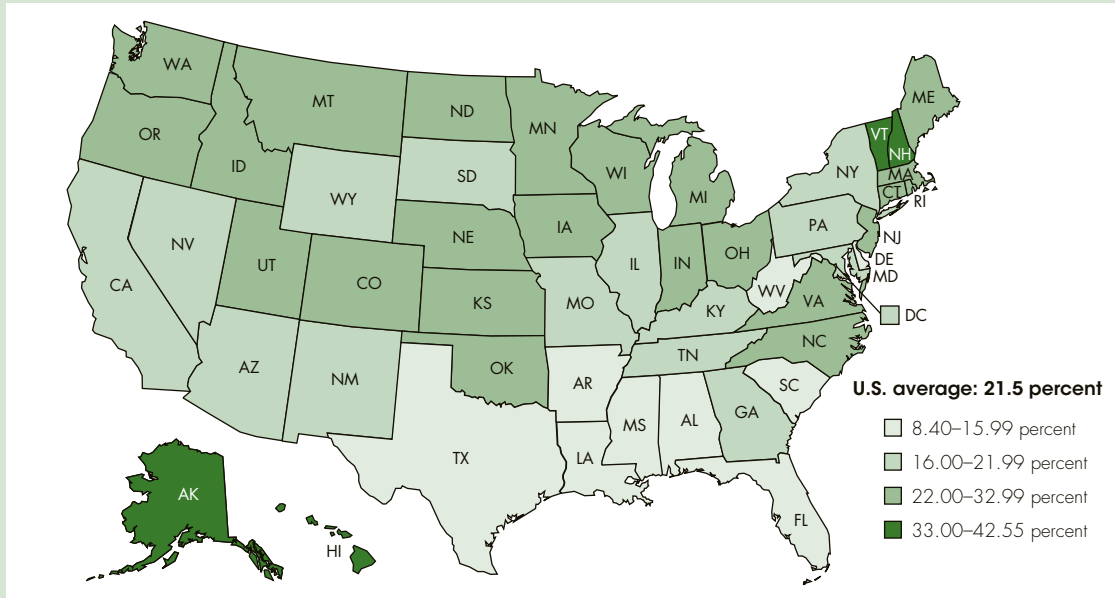 WA
MT
ND
MN
ME
VT
NH
OR
ID
WY
SD
WI
MI
NY
MA
CT
RI
NV
UT
CO
NE
IA
IL
IN
OH
PA
NJ
DE
MD
CA
KS
MO
KY
WV
VA
DC
AZ
NM
OK
AR
TN
NC
SC
TX
LA
MS
AL
GA
FL
AK
HI
U.S. average: 21.5 percent
8.40–15.99 percent
16.00–21.99 percent
22.00–32.99 percent
33.00–42.55 percent